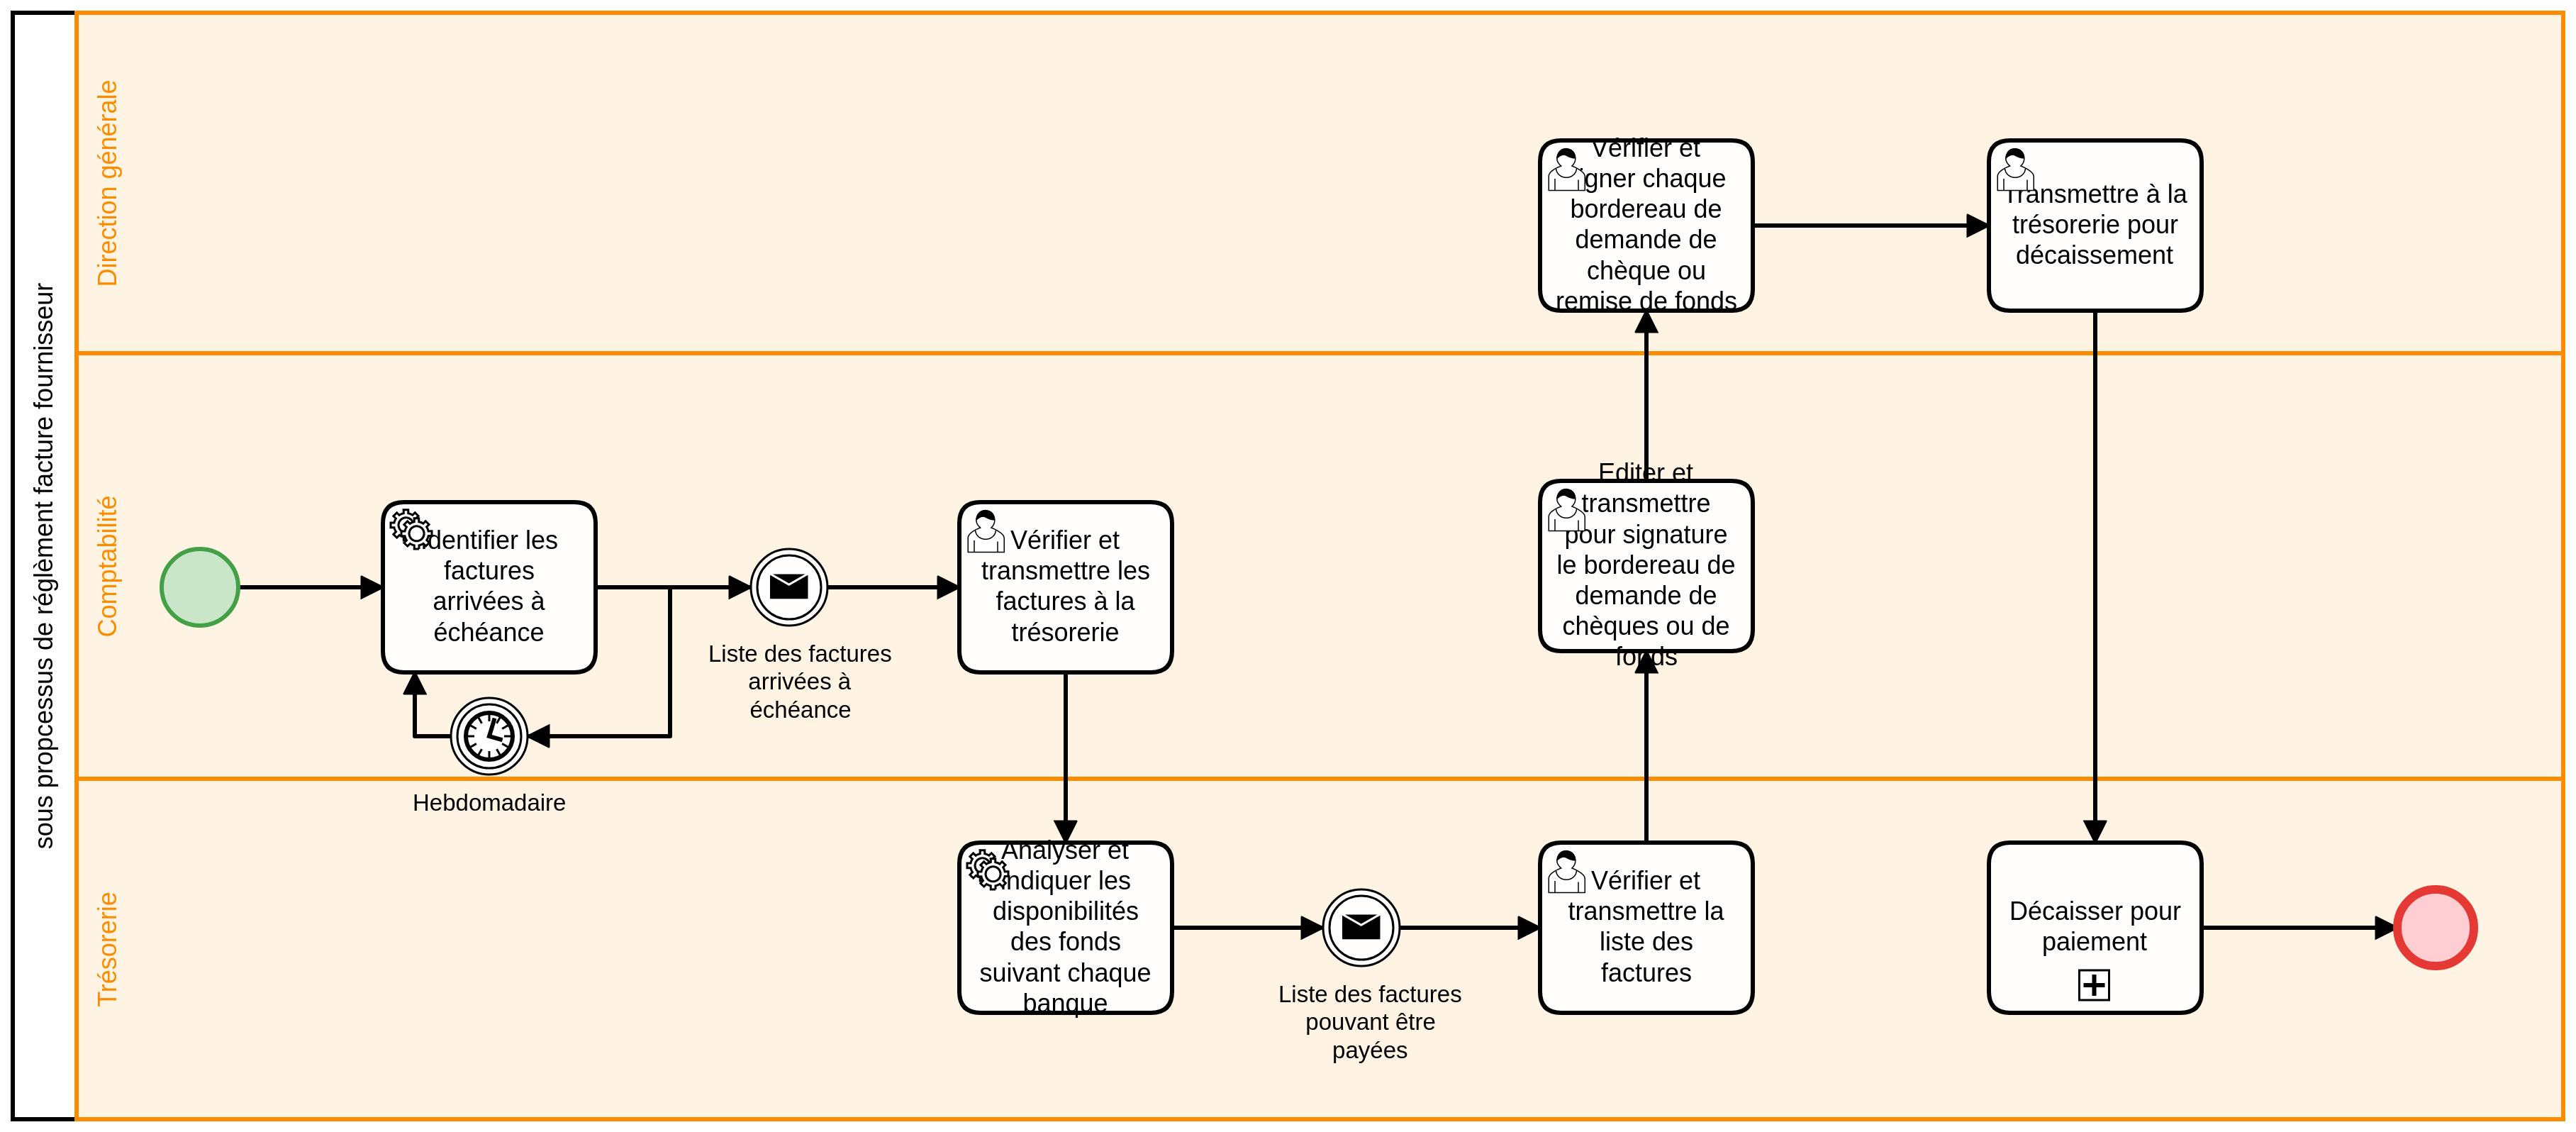 sous propcessus de réglèment facture fournisseur
Direction générale
Vérifier et
signer chaque
bordereau de
demande de
chèque ou
remise de fonds
Transmettre à la
trésorerie pour
décaissement
Comptabilité
Identifier les
factures
arrivées à
échéance
Hebdomadaire
Liste des factures
arrivées à
échéance
Vérifier et
transmettre les
factures à la
trésorerie
Editer et
transmettre
pour signature
le bordereau de
demande de
chèques ou de
fonds
Trésorerie
Analyser et
indiquer les
disponibilités
des fonds
suivant chaque
banque
Liste des factures
pouvant être
payées
Vérifier et
transmettre la
liste des
factures
Décaisser pour
paiement